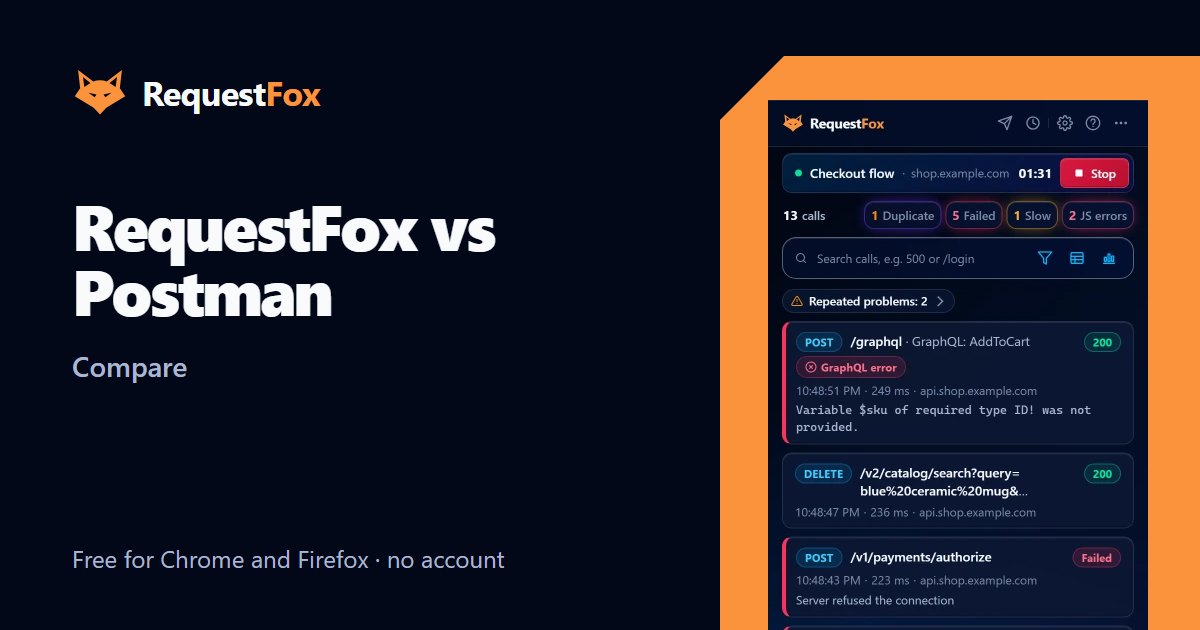 RequestFox
RequestFox vs
Postman
Compare
Free for Chrome and Firefox · no account
RequestFox
Checkout flow · shop.example.com 01:31 Stop
13 calls 1 Duplicate 5 Failed 1 Slow 2 JS errors
Search calls, e.g. 500 or /login
Repeated problems: 2
POST /graphql · GraphQL: AddToCart 200
GraphQL error
10:48:51 PM · 249 ms · api.shop.example.com
Variable $sku of required type ID! was not
provided.
DELETE /v2/catalog/search?query= 200
blue%20ceramic%20mug&...
10:48:47 PM · 236 ms · api.shop.example.com
POST /v1/payments/authorize Failed
10:48:43 PM · 223 ms · api.shop.example.com
Server refused the connection